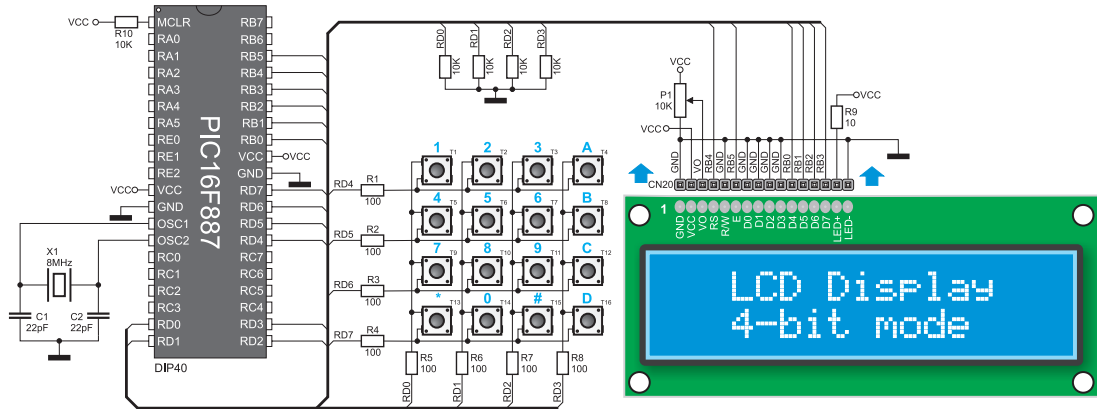 VCC
R10
10K
MCLR RB7
RA0 RB6
RA1 RB5
RA2 RB4
RA3 RB3
RA4 RB2
RA5 RB1
RE0 RB0
RE1 VCC VCC
RE2 GND
VCC VCC RD7
GND RD6
OSC1 RD5
OSC2 RD4
RC0 RC7
RC1 RC6
RC2 RC5
RC3 RC4
RD0 RD3
RD1 RD2
PIC16F887
DIP40
X1
8MHz
C1 C2
22pF 22pF
RD0 RD1 RD2 RD3
10K 10K 10K 10K
1 T1 2 T2 3 T3 A T4
RD4 R1
100
4 T5 5 T6 6 T7 B T8
RD5 R2
100
7 T9 8 T10 9 T11 C T12
RD6 R3
100
* T13 0 T14 # T15 D T16
RD7 R4
100
R5 R6 R7 R8
100 100 100 100
RD0 RD1 RD2 RD3
VCC
P1
10K
VCC
VCC
R9
10
GND VO RB4 GND RB5 GND GND GND GND RB0 RB1 RB2 RB3
CN20
1
GND VCC VO RS R/W E D0 D1 D2 D3 D4 D5 D6 D7 LED+ LED-
LCD Display
4-bit mode